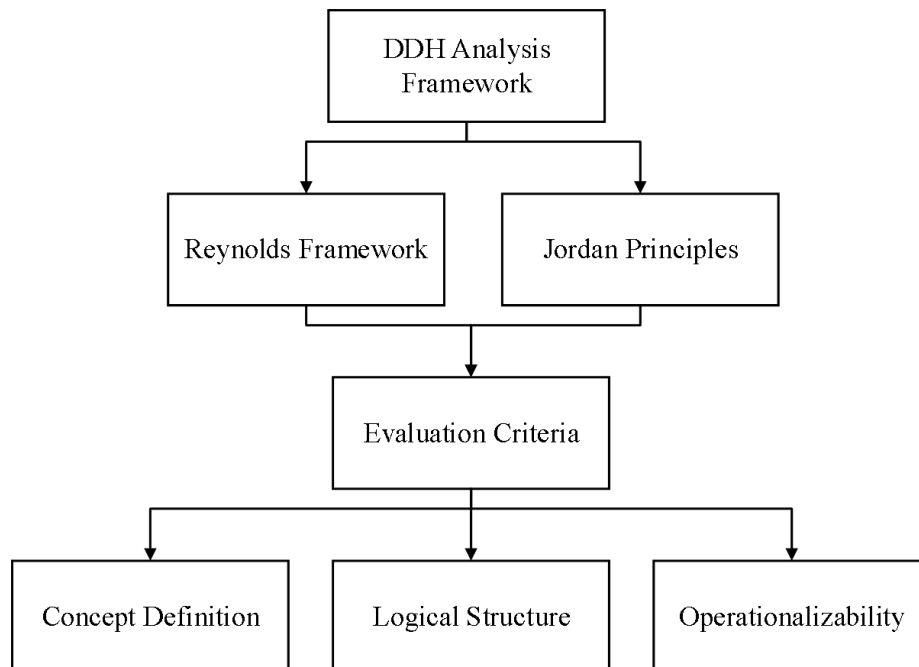 DDH Analysis
Framework
Reynolds Framework
Jordan Principles
Evaluation Criteria
Concept Definition
Logical Structure
Operationalizability